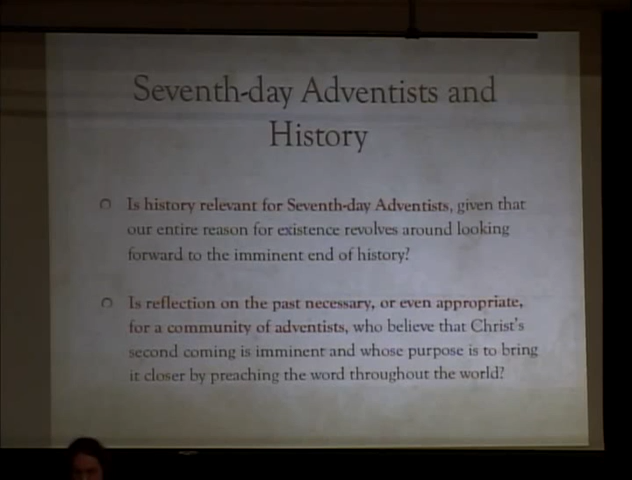 Seventh-day Adventists and
History
Is history relevant for Seventh-day Adventists, given that
our entire reason for existence revolves around looking
forward to the imminent end of history?
Is reflection on the past necessary, or even appropriate,
for a community of adventists, who believe that Christ's
second coming is imminent and whose purpose is to bring
it closer by preaching the word throughout the world?